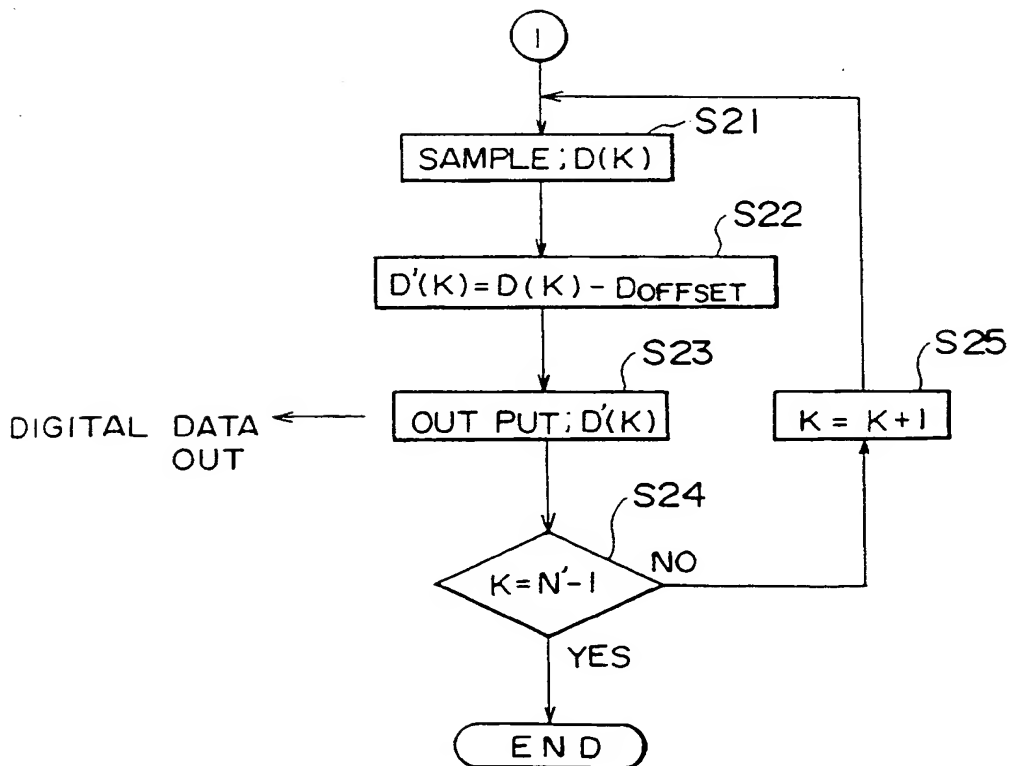 1
S21
SAMPLE; D(K)
S22
D'(K)=D(K)-DOFFSET
S23
OUT PUT; D'(K)
DIGITAL DATA
OUT
S25
K = K+1
S24
K=N'-1
NO
YES
END